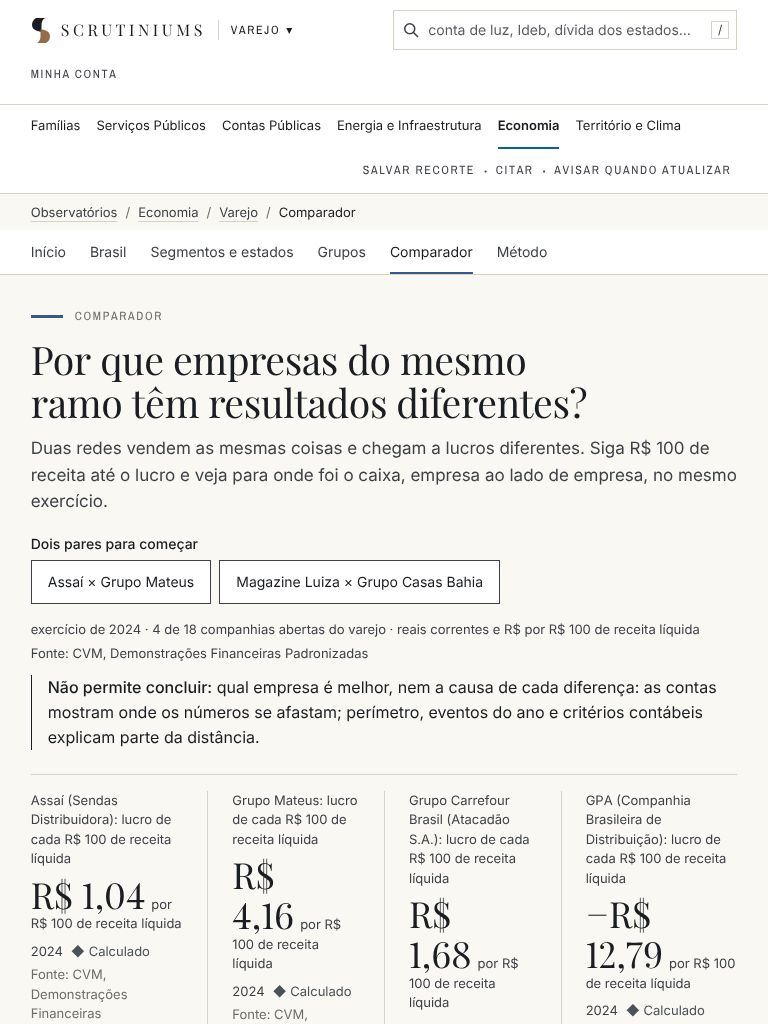 SCRUTINIUMS
VAREJO ▼
conta de luz, Ideb, dívida dos estados...
/
MINHA CONTA
Famílias Serviços Públicos Contas Públicas Energia e Infraestrutura Economia Território e Clima
SALVAR RECORTE • CITAR • AVISAR QUANDO ATUALIZAR
Observatórios / Economia / Varejo / Comparador
Início Brasil Segmentos e estados Grupos Comparador Método
COMPARADOR
Por que empresas do mesmo
ramo têm resultados diferentes?
Duas redes vendem as mesmas coisas e chegam a lucros diferentes. Siga R$ 100 de
receita até o lucro e veja para onde foi o caixa, empresa ao lado de empresa, no mesmo
exercício.
Dois pares para começar
Assaí × Grupo Mateus
Magazine Luiza × Grupo Casas Bahia
exercício de 2024 · 4 de 18 companhias abertas do varejo · reais correntes e R$ por R$ 100 de receita líquida
Fonte: CVM, Demonstrações Financeiras Padronizadas
Não permite concluir: qual empresa é melhor, nem a causa de cada diferença: as contas
mostram onde os números se afastam; perímetro, eventos do ano e critérios contábeis
explicam parte da distância.
Assaí (Sendas
Distribuidora): lucro de
cada R$ 100 de receita
líquida
R$ 1,04 por
R$ 100 de receita líquida
2024 ◆ Calculado
Fonte: CVM,
Demonstrações
Financeiras
Grupo Mateus: lucro
de cada R$ 100 de
receita líquida
R$
4,16 por R$
100 de receita
líquida
2024 ◆ Calculado
Fonte: CVM,
Grupo Carrefour
Brasil (Atacadão
S.A.): lucro de cada
R$ 100 de receita
líquida
R$
1,68 por R$
100 de receita
líquida
GPA (Companhia
Brasileira de
Distribuição): lucro de
cada R$ 100 de receita
líquida
−R$
12,79 por R$ 100
de receita líquida
2024 ◆ Calculado